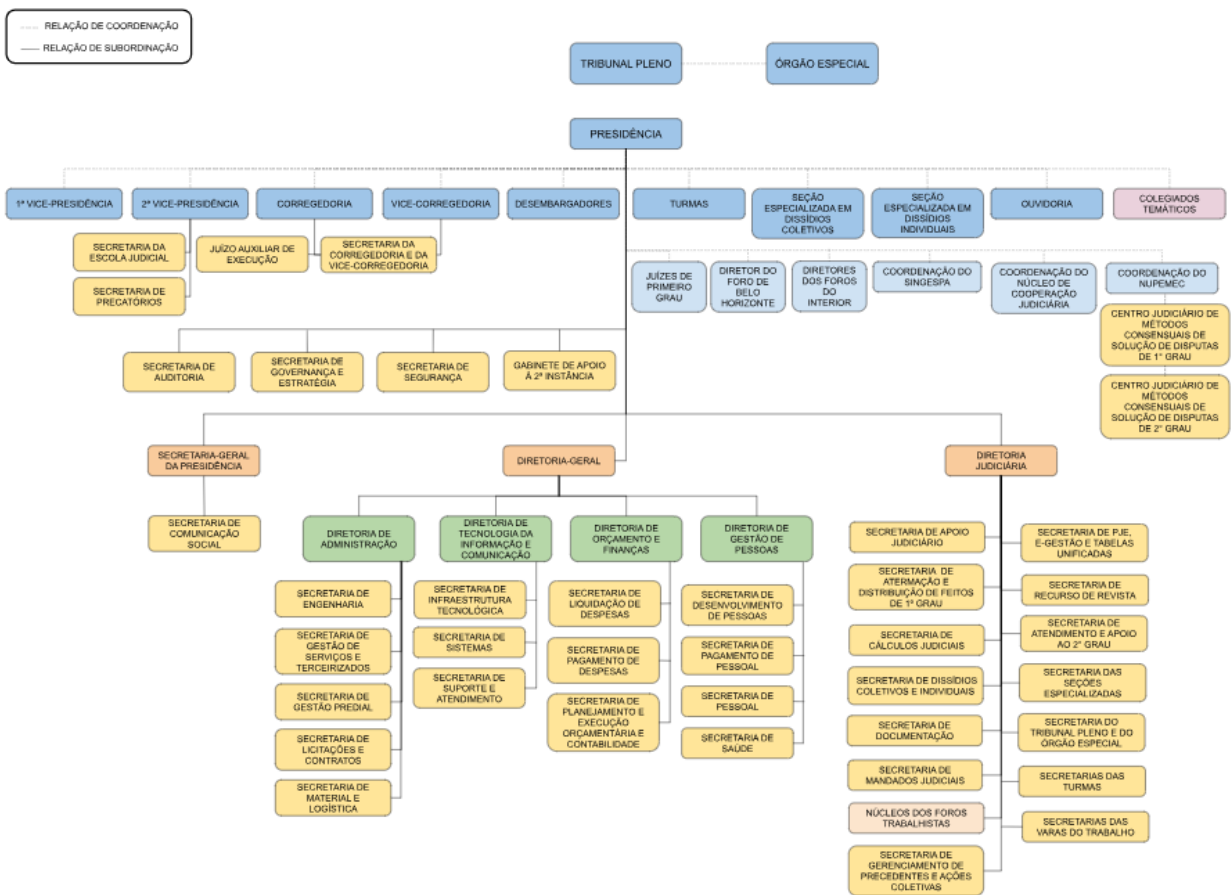 RELAÇÃO DE COORDENAÇÃO
RELAÇÃO DE SUBORDINAÇÃO
TRIBUNAL PLENO
ÓRGÃO ESPECIAL
PRESIDÊNCIA
1ª VICE-PRESIDÊNCIA
2ª VICE-PRESIDÊNCIA
CORREGEDORIA
VICE-CORREGEDORIA
DESEMBARGADORES
TURMAS
SEÇÃO
ESPECIALIZADA EM
DISSÍDIOS
COLETIVOS
SEÇÃO
ESPECIALIZADA EM
DISSÍDIOS
INDIVIDUAIS
OUVIDORIA
COLEGIADOS
TEMÁTICOS
SECRETARIA DA
ESCOLA JUDICIAL
JUÍZO AUXILIAR DE
EXECUÇÃO
SECRETARIA DA
CORREGEDORIA E DA
VICE-CORREGEDORIA
SECRETARIA DE
PRECATÓRIOS
JUÍZES DE
PRIMEIRO
GRAU
DIRETOR DO
FORO DE
BELO
HORIZONTE
DIRETORES
DOS FOROS
DO
INTERIOR
COORDENAÇÃO DO
SINGESPA
COORDENAÇÃO DO
NÚCLEO DE
COOPERAÇÃO
JUDICIÁRIA
COORDENAÇÃO DO
NUPEMEC
CENTRO JUDICIÁRIO DE
MÉTODOS
CONSENSUAIS DE
SOLUÇÃO DE DISPUTAS
DE 1° GRAU
CENTRO JUDICIÁRIO DE
MÉTODOS
CONSENSUAIS DE
SOLUÇÃO DE DISPUTAS
DE 2° GRAU
SECRETARIA DE
AUDITORIA
SECRETARIA DE
GOVERNANÇA E
ESTRATÉGIA
SECRETARIA DE
SEGURANÇA
GABINETE DE APOIO
À 2ª INSTÂNCIA
SECRETARIA-GERAL
DA PRESIDÊNCIA
DIRETORIA-GERAL
DIRETORIA
JUDICIÁRIA
SECRETARIA DE
COMUNICAÇÃO
SOCIAL
DIRETORIA DE
ADMINISTRAÇÃO
DIRETORIA DE
TECNOLOGIA DA
INFORMAÇÃO E
COMUNICAÇÃO
DIRETORIA DE
ORÇAMENTO E
FINANÇAS
DIRETORIA DE
GESTÃO DE
PESSOAS
SECRETARIA DE
ENGENHARIA
SECRETARIA DE
GESTÃO DE
SERVIÇOS E
TERCEIRIZADOS
SECRETARIA DE
GESTÃO PREDIAL
SECRETARIA DE
LICITAÇÕES E
CONTRATOS
SECRETARIA DE
MATERIAL E
LOGÍSTICA
SECRETARIA DE
INFRAESTRUTURA
TECNOLÓGICA
SECRETARIA DE
SISTEMAS
SECRETARIA DE
SUPORTE E
ATENDIMENTO
SECRETARIA DE
LIQUIDAÇÃO DE
DESPESAS
SECRETARIA DE
PAGAMENTO DE
DESPESAS
SECRETARIA DE
PLANEJAMENTO E
EXECUÇÃO
ORÇAMENTÁRIA E
CONTABILIDADE
SECRETARIA DE
DESENVOLVIMENTO
DE PESSOAS
SECRETARIA DE
PAGAMENTO DE
PESSOAL
SECRETARIA DE
PESSOAL
SECRETARIA DE
SAÚDE
SECRETARIA DE APOIO
JUDICIÁRIO
SECRETARIA DE
ATERMAÇÃO E
DISTRIBUIÇÃO DE FEITOS
DE 1º GRAU
SECRETARIA DE
CÁLCULOS JUDICIAIS
SECRETARIA DE DISSÍDIOS
COLETIVOS E INDIVIDUAIS
SECRETARIA DE
DOCUMENTAÇÃO
SECRETARIA DE
MANDADOS JUDICIAIS
NÚCLEOS DOS FOROS
TRABALHISTAS
SECRETARIA DE
GERENCIAMENTO DE
PRECEDENTES E AÇÕES
COLETIVAS
SECRETARIA DE PJE,
E-GESTÃO E TABELAS
UNIFICADAS
SECRETARIA DE
RECURSO DE REVISTA
SECRETARIA DE
ATENDIMENTO E APOIO
AO 2° GRAU
SECRETARIA DAS
SEÇÕES
ESPECIALIZADAS
SECRETARIA DO
TRIBUNAL PLENO E DO
ÓRGÃO ESPECIAL
SECRETARIAS DAS
TURMAS
SECRETARIAS DAS
VARAS DO TRABALHO